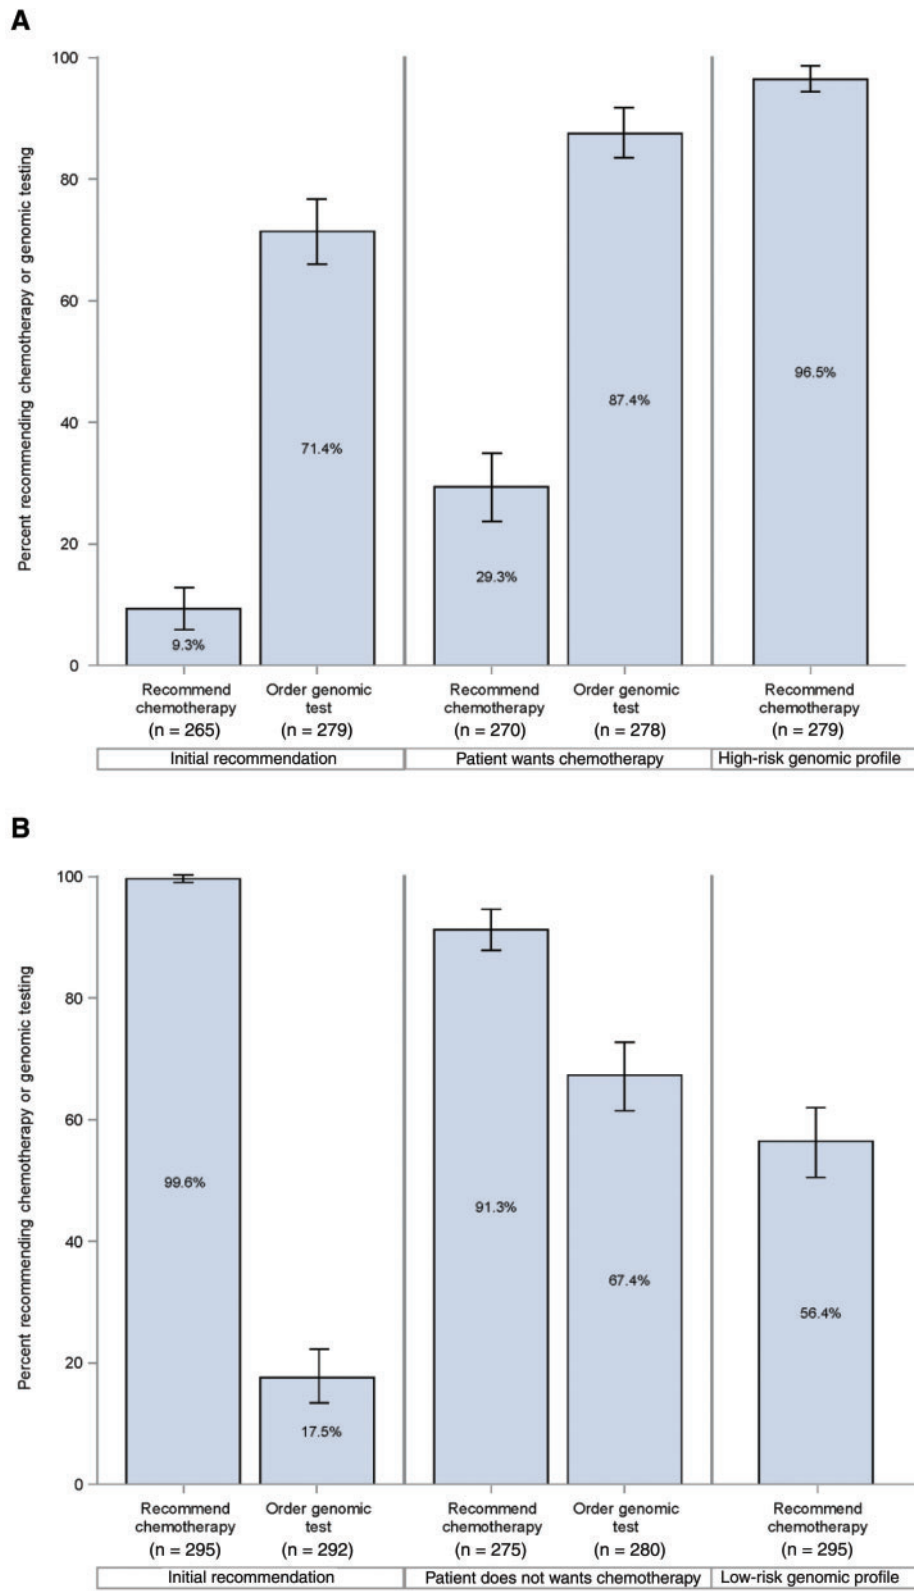 A
Percent recommending chemotherapy or genomic testing
100
80
60
40
20
0
9.3%
71.4%
29.3%
87.4%
96.5%
Recommend
chemotherapy
(n = 265)
Order genomic
test
(n = 279)
Recommend
chemotherapy
(n = 270)
Order genomic
test
(n = 278)
Recommend
chemotherapy
(n = 279)
Initial recommendation
Patient wants chemotherapy
High-risk genomic profile
B
Percent recommending chemotherapy or genomic testing
100
80
60
40
20
0
99.6%
17.5%
91.3%
67.4%
56.4%
Recommend
chemotherapy
(n = 295)
Order genomic
test
(n = 292)
Recommend
chemotherapy
(n = 275)
Order genomic
test
(n = 280)
Recommend
chemotherapy
(n = 295)
Initial recommendation
Patient does not wants chemotherapy
Low-risk genomic profile